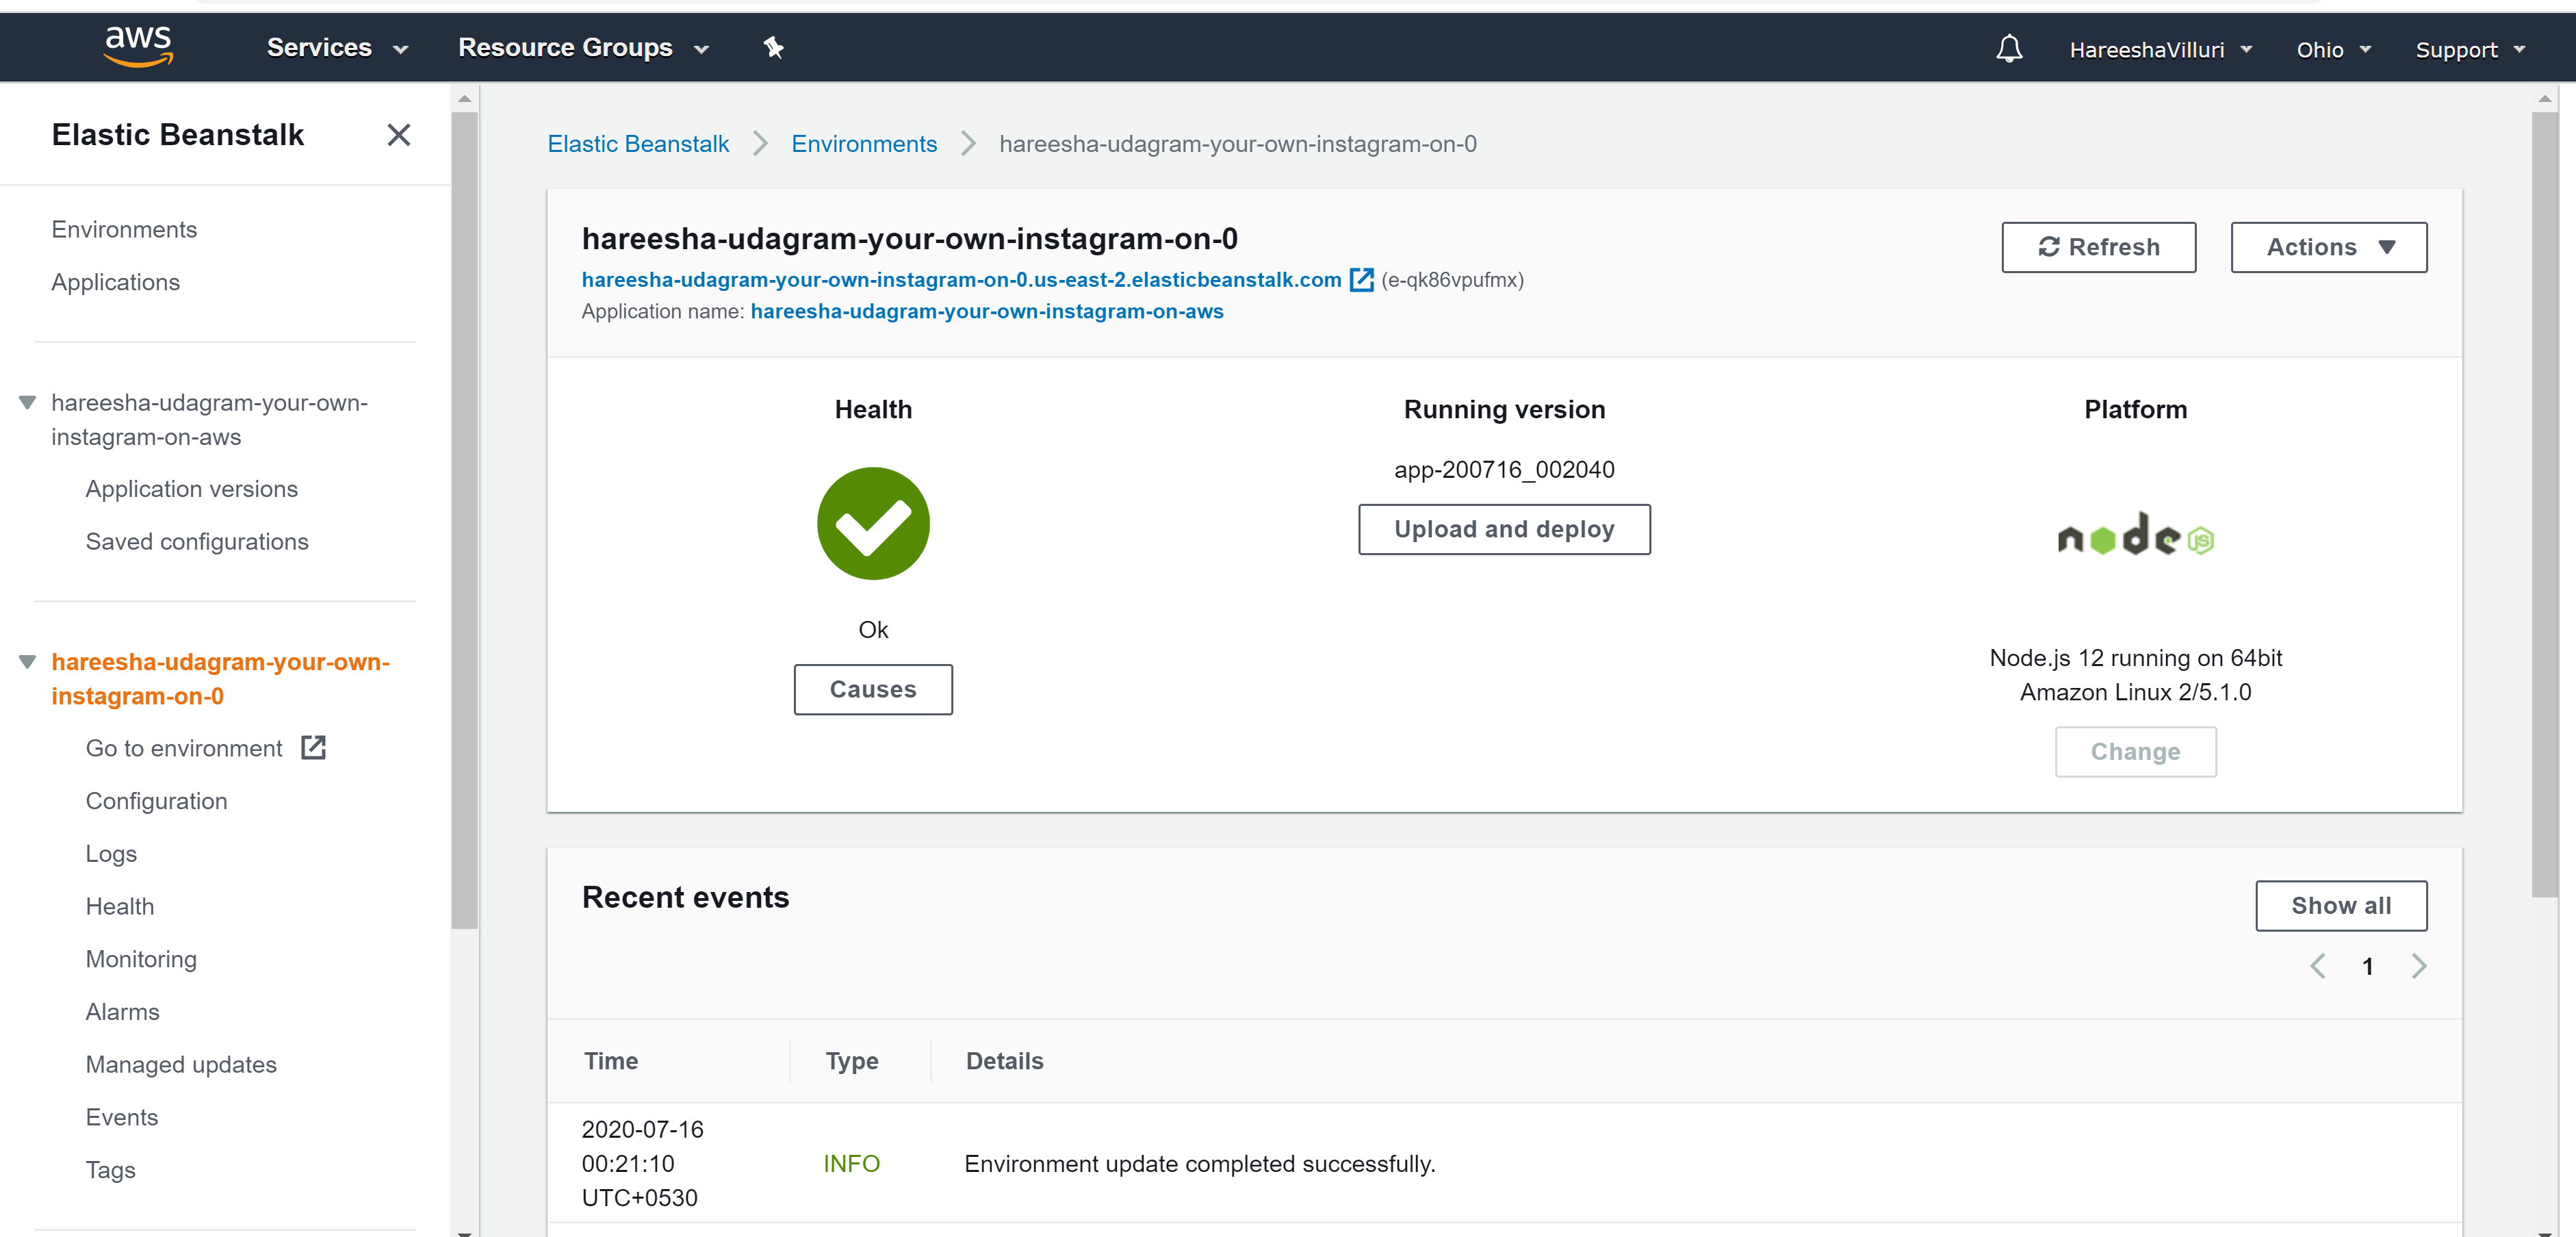 aws
Services
Resource Groups
HareeshaVilluri
Ohio
Support
Elastic Beanstalk
Environments
Applications
hareesha-udagram-your-own-
instagram-on-aws
Application versions
Saved configurations
hareesha-udagram-your-own-
instagram-on-0
Go to environment
Configuration
Logs
Health
Monitoring
Alarms
Managed updates
Events
Tags
Elastic Beanstalk
Environments
hareesha-udagram-your-own-instagram-on-0
hareesha-udagram-your-own-instagram-on-0
Refresh
Actions
hareesha-udagram-your-own-instagram-on-0.us-east-2.elasticbeanstalk.com (e-qk86vpufmx)
Application name: hareesha-udagram-your-own-instagram-on-aws
Health
Ok
Causes
Running version
app-200716_002040
Upload and deploy
Platform
node JS
Node.js 12 running on 64bit
Amazon Linux 2/5.1.0
Change
Recent events
Show all
1
Time
Type
Details
2020-07-16
00:21:10
UTC+0530
INFO
Environment update completed successfully.